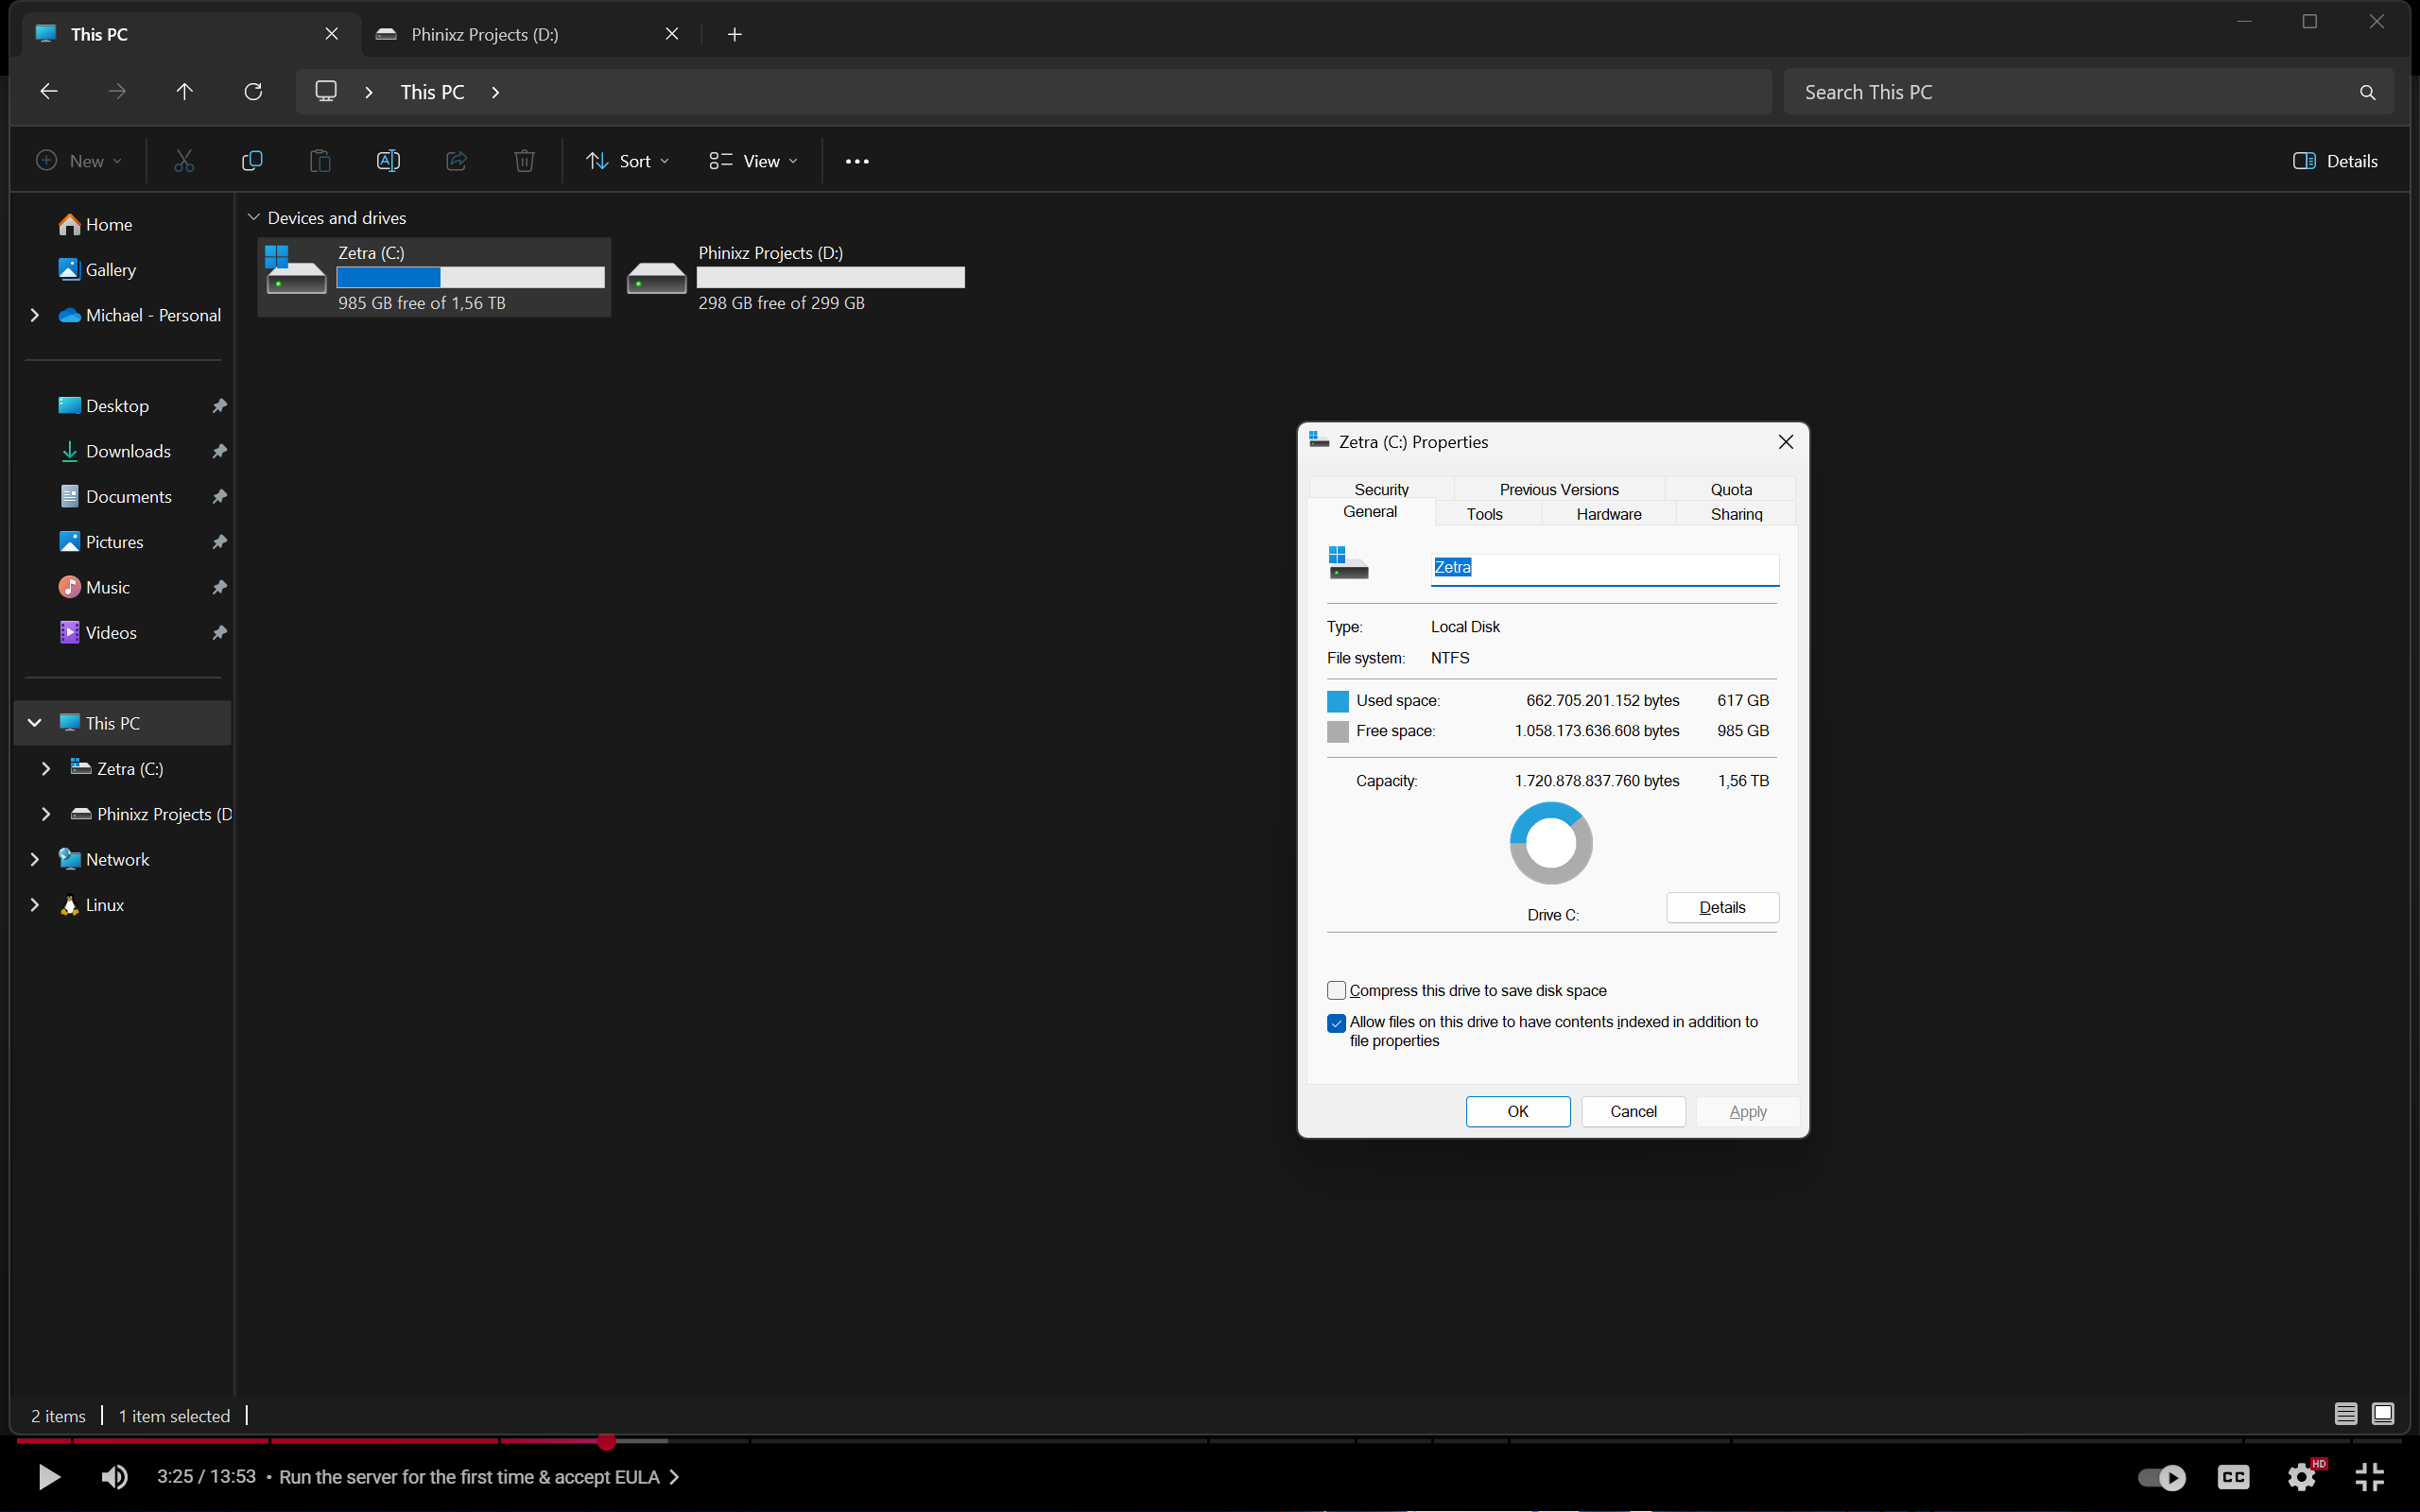 This PC
Phinixz Projects (D:)
This PC
Search This PC
New
Sort
View
Details
Home
Gallery
Michael - Personal
Desktop
Downloads
Documents
Pictures
Music
Videos
This PC
Zetra (C:)
Phinixz Projects (D
Network
Linux
Devices and drives
Zetra (C:)
985 GB free of 1,56 TB
Phinixz Projects (D:)
298 GB free of 299 GB
Zetra (C:) Properties
Security Previous Versions Quota
General Tools Hardware Sharing
Zetra
Type: Local Disk
File system: NTFS
Used space: 662.705.201.152 bytes 617 GB
Free space: 1.058.173.636.608 bytes 985 GB
Capacity: 1.720.878.837.760 bytes 1,56 TB
Drive C:
Details
Compress this drive to save disk space
Allow files on this drive to have contents indexed in addition to
file properties
OK Cancel Apply
2 items
1 item selected
3:25 / 13:53 • Run the server for the first time & accept EULA
CC
HD